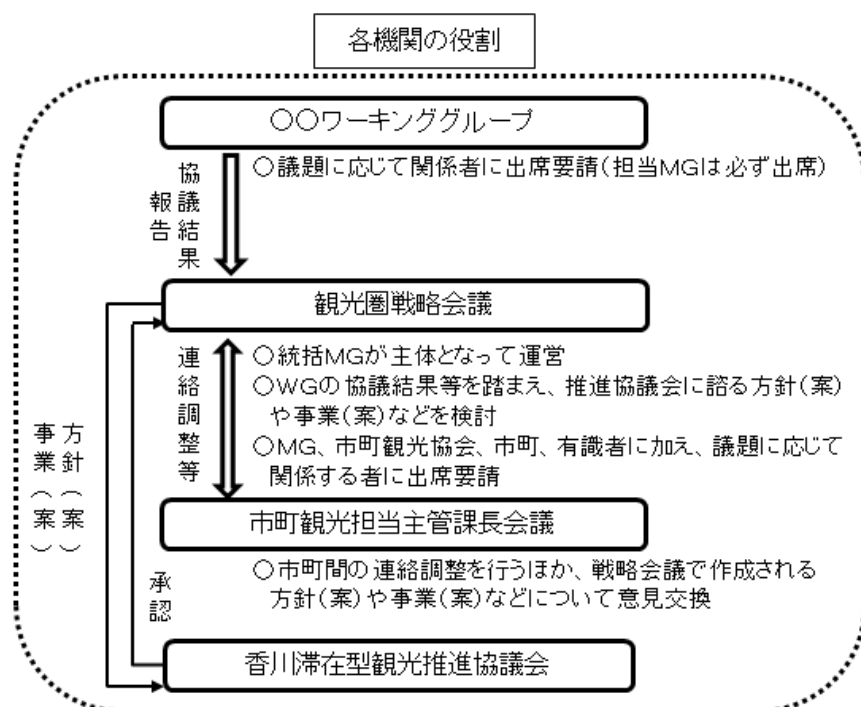 各機関の役割
○○ワーキンググループ
○議題に応じて関係者に出席要請(担当MGは必ず出席)
協議結果
報告
観光圏戦略会議
○統括MGが主体となって運営
○WGの協議結果等を踏まえ、推進協議会に諮る方針(案)
や事業(案)などを検討
○MG、市町観光協会、市町、有識者に加え、議題に応じて
関係する者に出席要請
連絡調整等
方針(案)
事業(案)
市町観光担当主管課長会議
○市町間の連絡調整を行うほか、戦略会議で作成される
方針(案)や事業(案)などについて意見交換
承認
香川滞在型観光推進協議会